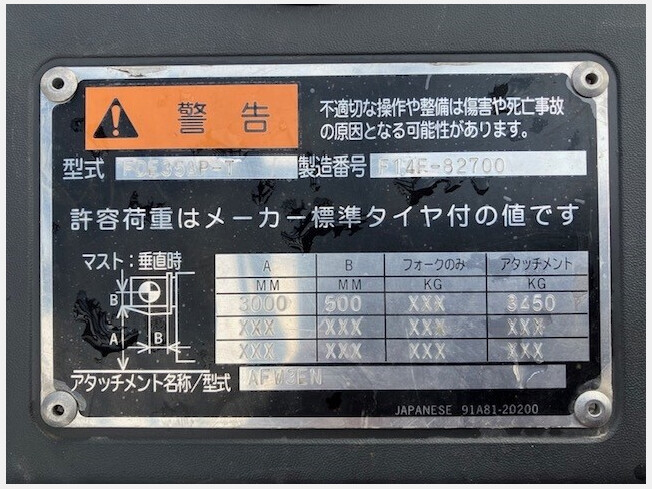 警告
不適切な操作や整備は傷害や死亡事故
の原因となる可能性があります。
型式 製造番号 F14E-82700
許容荷重はメーカー標準タイヤ付の値です
マスト：垂直時
A B フォークのみ アタッチメント
MM MM KG KG
3000 500 XXX 3450
XXX XXX XXX XXX
XXX XXX XXX XXX
B
A B
アタッチメント名称/型式
JAPANESE 91A81-20200